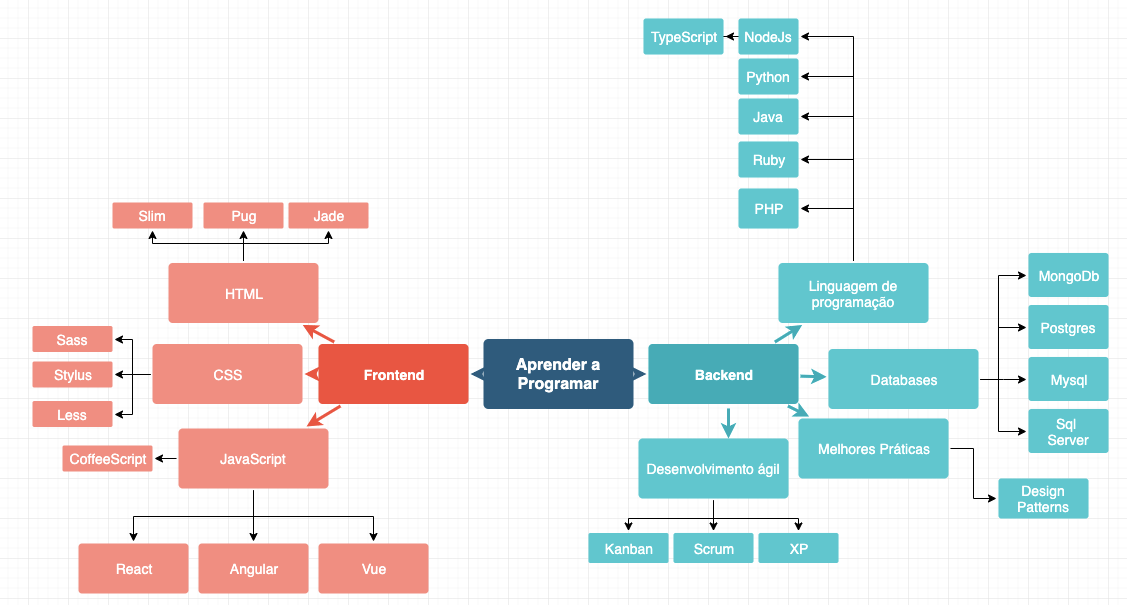 TypeScript
NodeJs
Python
Java
Ruby
PHP
Slim
Pug
Jade
HTML
Linguagem de
programação
MongoDb
Postgres
Mysql
Sql
Server
Sass
Stylus
Less
CSS
Frontend
Aprender a
Programar
Backend
Databases
CoffeeScript
JavaScript
Desenvolvimento ágil
Melhores Práticas
Design
Patterns
React
Angular
Vue
Kanban
Scrum
XP